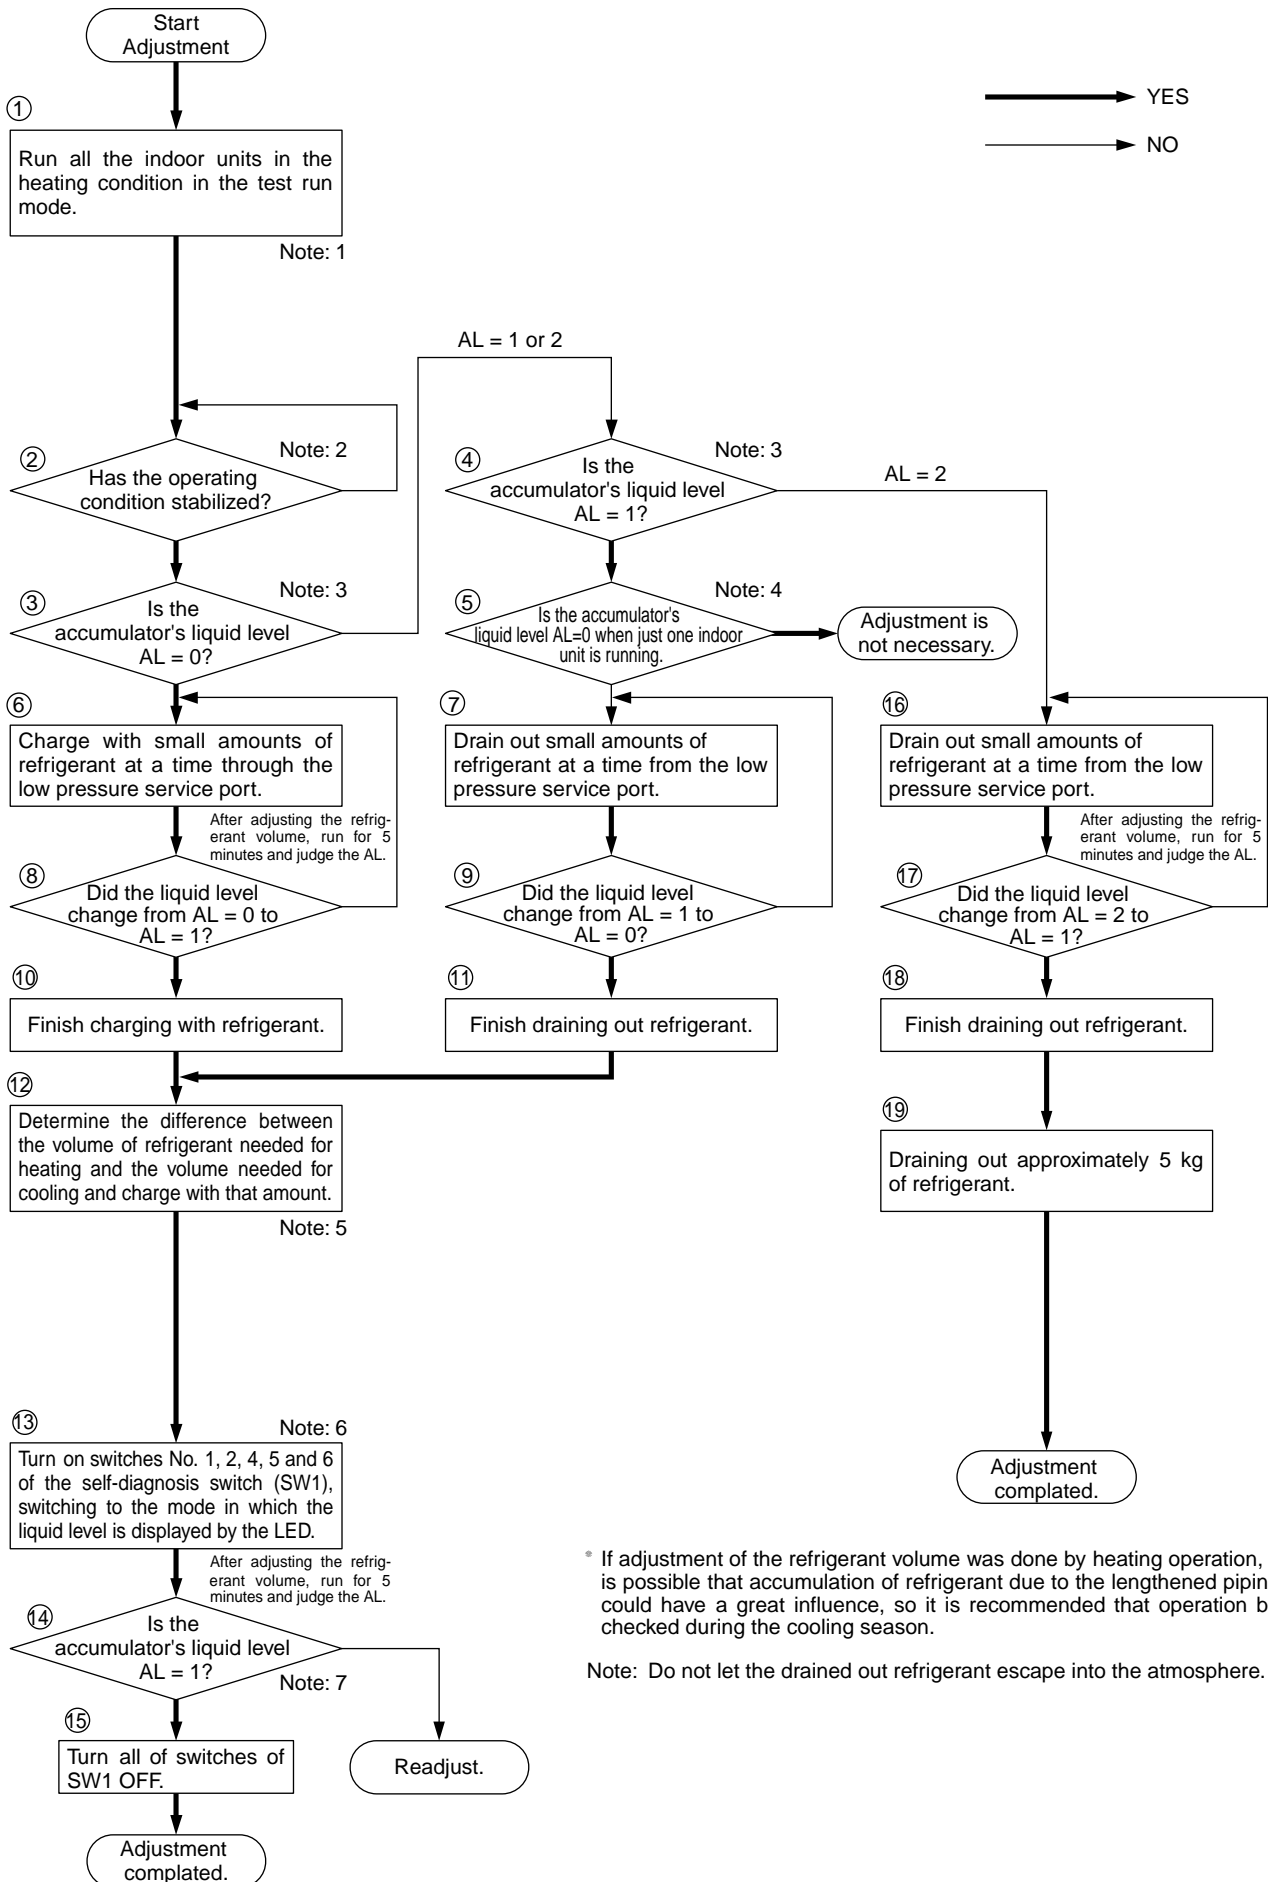 Start
Adjustment
YES
NO
①
Run all the indoor units in the
heating condition in the test run
mode.
Note: 1
AL = 1 or 2
②
Note: 2
Has the operating
condition stabilized?
④
Note: 3
Is the
accumulator's liquid level
AL = 1?
AL = 2
③
Note: 3
Is the
accumulator's liquid level
AL = 0?
⑤
Note: 4
Is the accumulator's
liquid level AL=0 when just one indoor
unit is running.
Adjustment is
not necessary.
⑥
Charge with small amounts of
refrigerant at a time through the
low pressure service port.
After adjusting the refrig-
erant volume, run for 5
minutes and judge the AL.
⑦
Drain out small amounts of
refrigerant at a time from the low
pressure service port.
⑯
Drain out small amounts of
refrigerant at a time from the low
pressure service port.
After adjusting the refrig-
erant volume, run for 5
minutes and judge the AL.
⑧
Did the liquid level
change from AL = 0 to
AL = 1?
⑨
Did the liquid level
change from AL = 1 to
AL = 0?
⑰
Did the liquid level
change from AL = 2 to
AL = 1?
⑩
Finish charging with refrigerant.
⑪
Finish draining out refrigerant.
⑱
Finish draining out refrigerant.
⑫
Determine the difference between
the volume of refrigerant needed for
heating and the volume needed for
cooling and charge with that amount.
Note: 5
⑲
Draining out approximately 5 kg
of refrigerant.
⑬
Note: 6
Turn on switches No. 1, 2, 4, 5 and 6
of the self-diagnosis switch (SW1),
switching to the mode in which the
liquid level is displayed by the LED.
After adjusting the refrig-
erant volume, run for 5
minutes and judge the AL.
Adjustment
complated.
⑭
Is the
accumulator's liquid level
AL = 1?
Note: 7
⑮
Turn all of switches of
SW1 OFF.
Readjust.
Adjustment
complated.
* If adjustment of the refrigerant volume was done by heating operation,
is possible that accumulation of refrigerant due to the lengthened pipin
could have a great influence, so it is recommended that operation b
checked during the cooling season.
Note: Do not let the drained out refrigerant escape into the atmosphere.